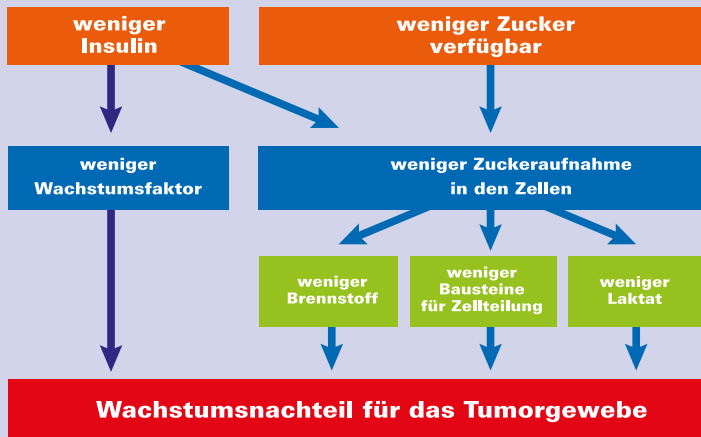 weniger
Insulin
weniger Zucker
verfügbar
weniger
Wachstumsfaktor
weniger Zuckeraufnahme
in den Zellen
weniger
Brennstoff
weniger
Bausteine
für Zellteilung
weniger
Laktat
Wachstumsnachteil für das Tumorgewebe